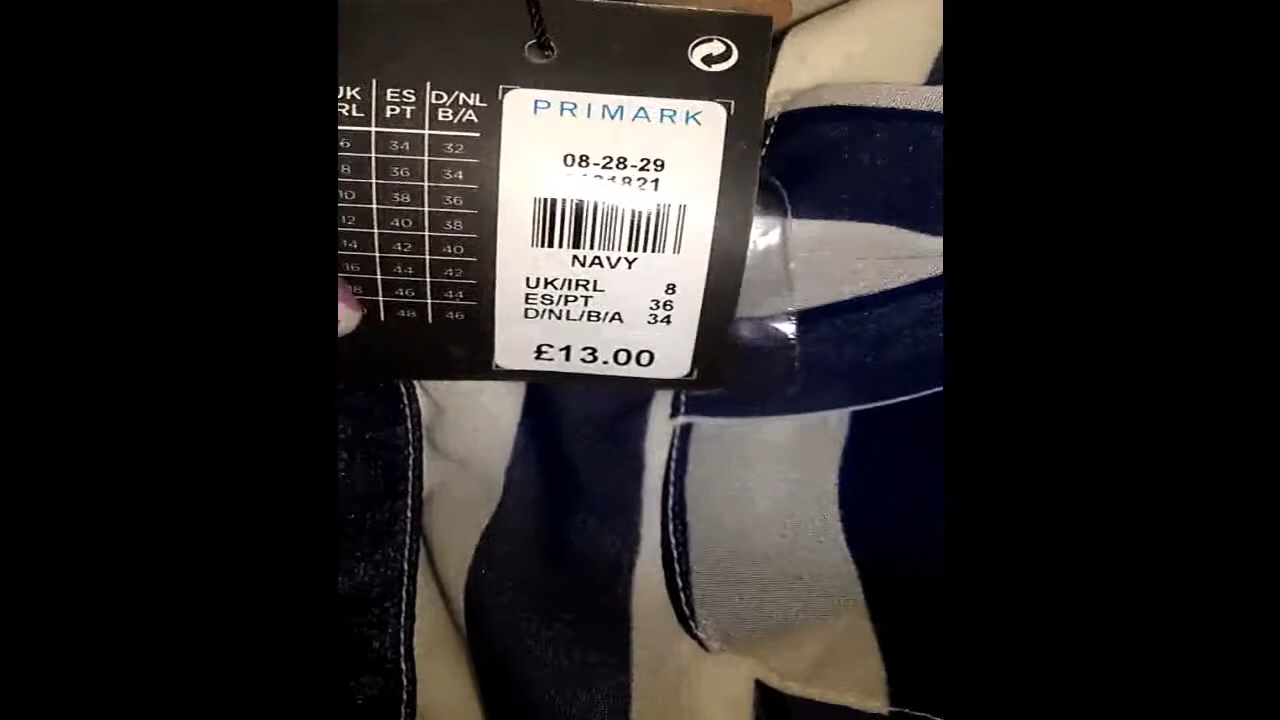 UK ES D/NL
IRL PT B/A
6 34 32
8 36 34
10 38 36
12 40 38
14 42 40
16 44 42
18 46 44
48 46
PRIMARK
08-28-29
NAVY
UK/IRL 8
ES/PT 36
D/NL/B/A 34
£13.00